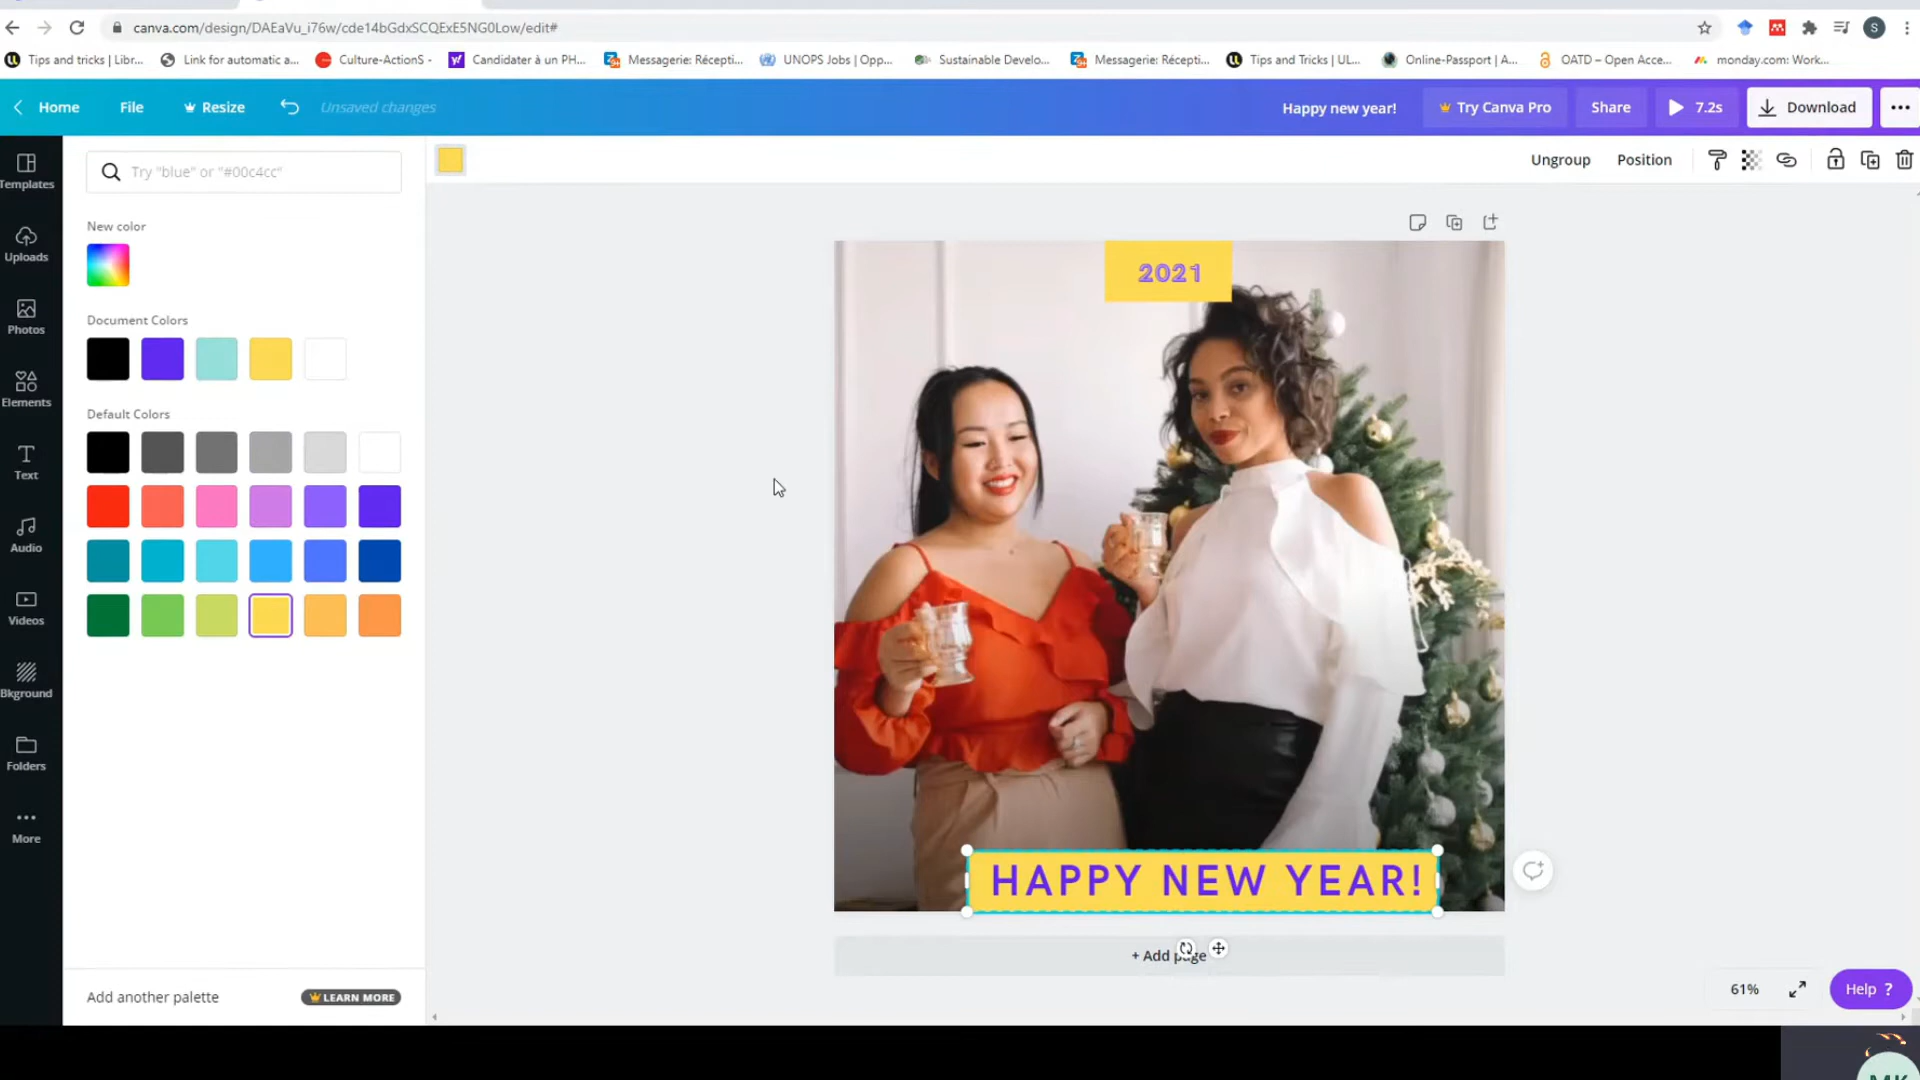 canva.com/design/DAEaVu_i76w/cde14bGdxSCQExE5NG0Low/edit#
S
Tips and tricks | Libr...
Link for automatic a...
Culture-ActionS -
Candidater à un PH...
Messagerie: Récepti...
UNOPS Jobs | Opp...
Sustainable Develo...
Messagerie: Récepti...
Tips and Tricks | UL...
Online-Passport | A...
OATD – Open Acce...
monday.com: Work...
Home
File
Resize
Unsaved changes
Happy new year!
Try Canva Pro
Share
7.2s
Download
Templates
Uploads
Photos
Elements
Text
Audio
Videos
Bkground
Folders
More
Try "blue" or "#00c4cc"
New color
Document Colors
Default Colors
Add another palette
LEARN MORE
Ungroup
Position
2021
HAPPY NEW YEAR!
+ Add page
61%
Help ?